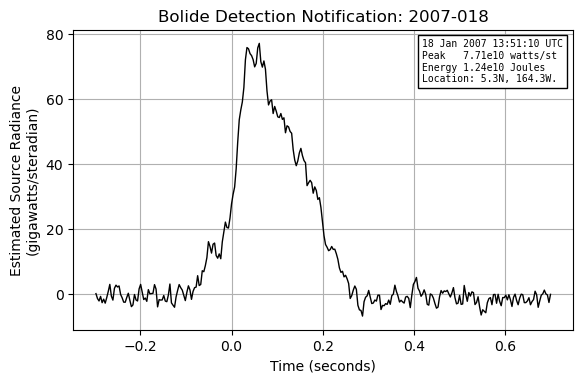 Bolide Detection Notification: 2007-018
18 Jan 2007 13:51:10 UTC
Peak   7.71e10 watts/st
Energy 1.24e10 Joules
Location: 5.3N, 164.3W.
Estimated Source Radiance
(gigawatts/steradian)
80
60
40
20
0
−0.2
0.0
0.2
0.4
0.6
Time (seconds)